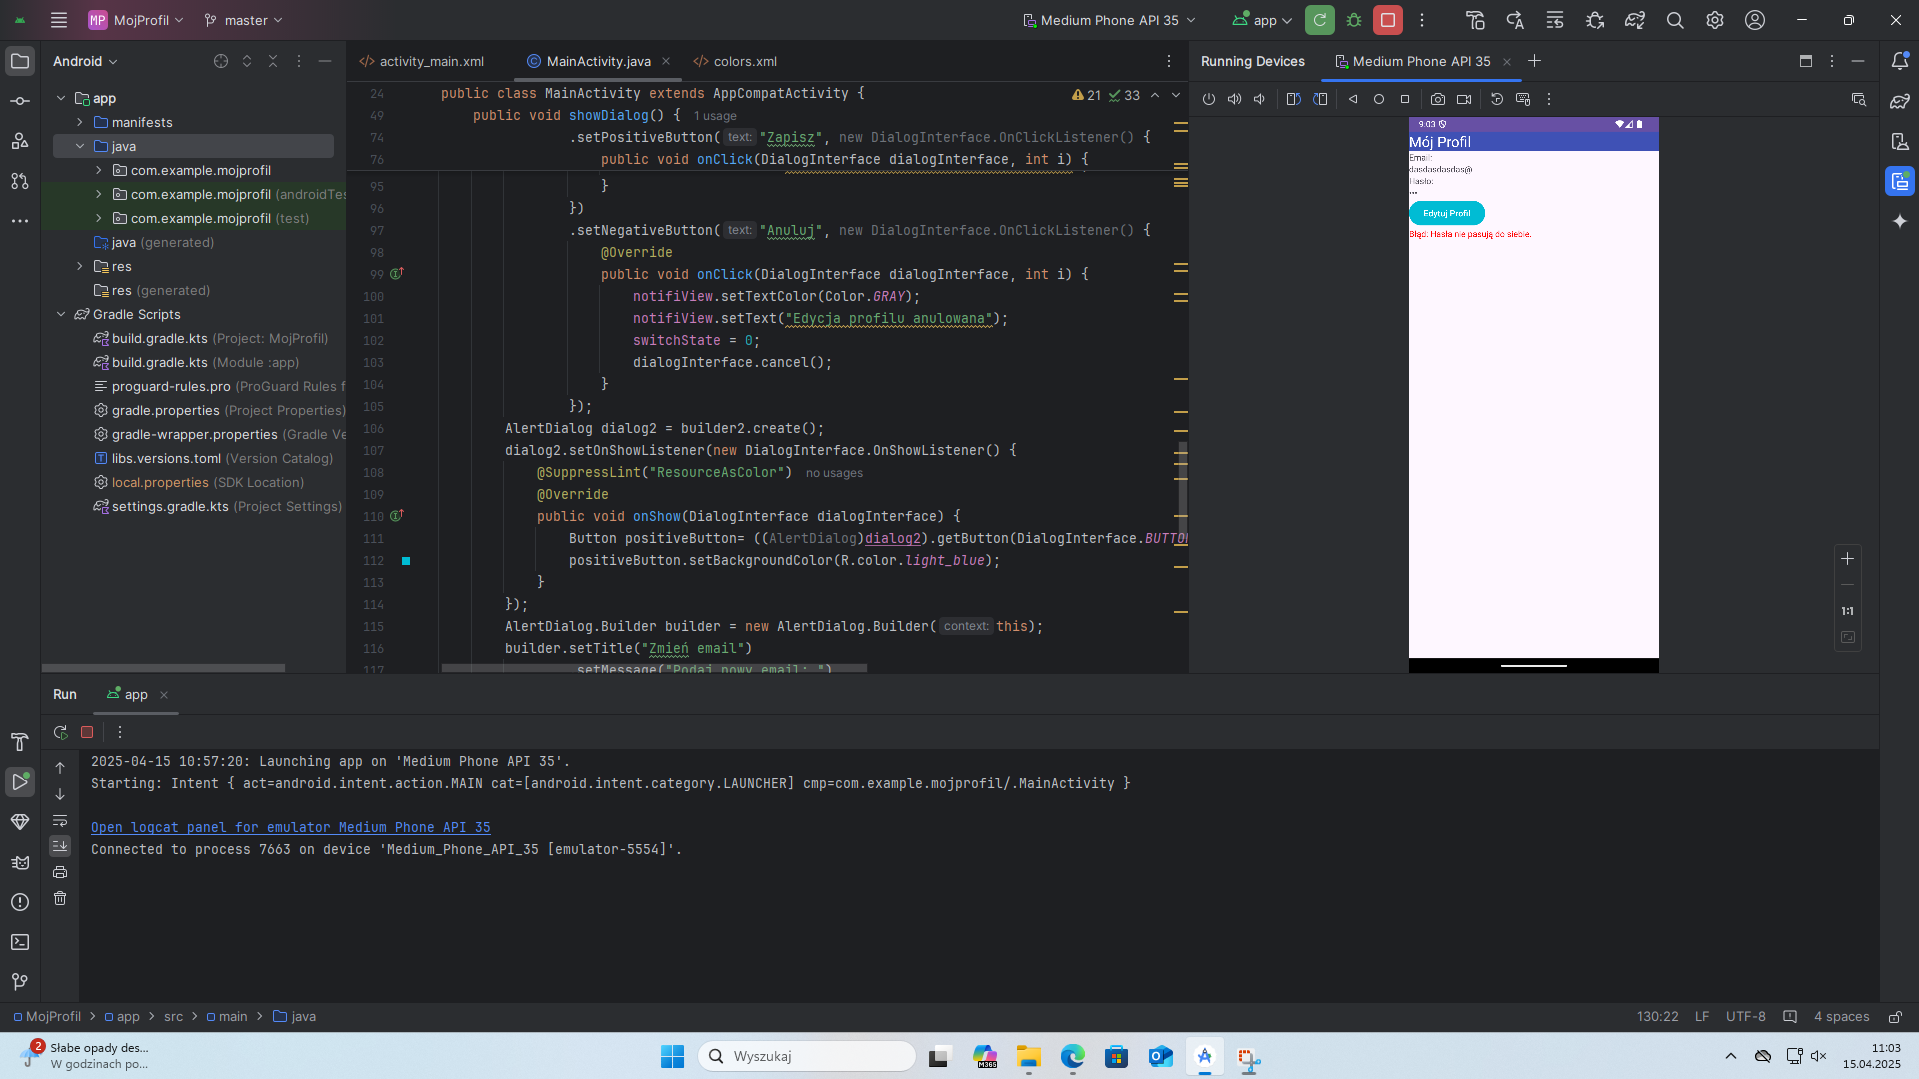 MP MojProfil
master
Medium Phone API 35
app
Android
activity_main.xml
MainActivity.java
colors.xml
Running Devices
Medium Phone API 35
app
manifests
java
com.example.mojprofil
com.example.mojprofil (androidTes
com.example.mojprofil (test)
java (generated)
res
res (generated)
Gradle Scripts
build.gradle.kts (Project: MojProfil)
build.gradle.kts (Module :app)
proguard-rules.pro (ProGuard Rules f
gradle.properties (Project Properties)
gradle-wrapper.properties (Gradle Ve
libs.versions.toml (Version Catalog)
local.properties (SDK Location)
settings.gradle.kts (Project Settings)
21 33
24 public class MainActivity extends AppCompatActivity {
49 public void showDialog() { 1 usage
74 .setPositiveButton( text: "Zapisz", new DialogInterface.OnClickListener() {
76 public void onClick(DialogInterface dialogInterface, int i) {
95 }
96 })
97 .setNegativeButton( text: "Anuluj", new DialogInterface.OnClickListener() {
98 @Override
99 public void onClick(DialogInterface dialogInterface, int i) {
100 notifiView.setTextColor(Color.GRAY);
101 notifiView.setText("Edycja profilu anulowana");
102 switchState = 0;
103 dialogInterface.cancel();
104 }
105 });
106 AlertDialog dialog2 = builder2.create();
107 dialog2.setOnShowListener(new DialogInterface.OnShowListener() {
108 @SuppressLint("ResourceAsColor") no usages
109 @Override
110 public void onShow(DialogInterface dialogInterface) {
111 Button positiveButton= ((AlertDialog)dialog2).getButton(DialogInterface.BUTTON
112 positiveButton.setBackgroundColor(R.color.light_blue);
113 }
114 });
115 AlertDialog.Builder builder = new AlertDialog.Builder( context: this);
116 builder.setTitle("Zmień email")
117 .setMessage("Podaj nowy email: ")
9:03
Mój Profil
Email:
dasdasdasdas@
Hasło:
•••
Edytuj Profil
Błąd: Hasła nie pasują do siebie.
1:1
Run
app
2025-04-15 10:57:20: Launching app on 'Medium Phone API 35'.
Starting: Intent { act=android.intent.action.MAIN cat=[android.intent.category.LAUNCHER] cmp=com.example.mojprofil/.MainActivity }
Open logcat panel for emulator Medium Phone API 35
Connected to process 7663 on device 'Medium_Phone_API_35 [emulator-5554]'.
MojProfil > app > src > main > java
130:22 LF UTF-8 4 spaces
2
Słabe opady des...
W godzinach po...
Wyszukaj
M365
11:03
15.04.2025